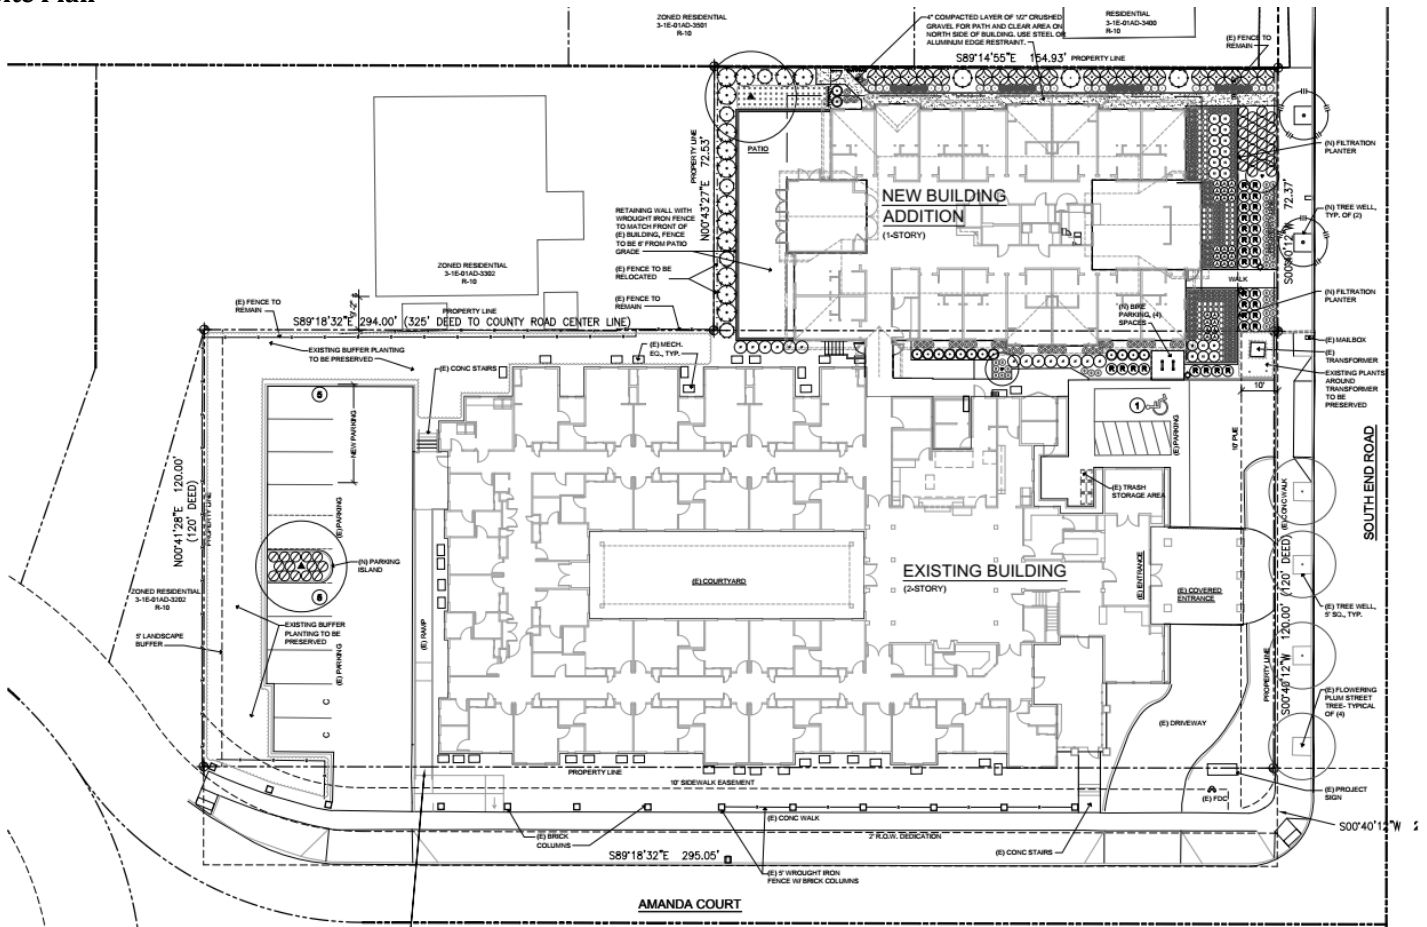 ZONED RESIDENTIAL
3-1E-01AD-3501
R-10
4" COMPACTED LAYER OF 1/2" CRUSHED
GRAVEL FOR PATH AND CLEAR AREA ON
NORTH SIDE OF BUILDING. USE STEEL OR
ALUMINUM EDGE RESTRAINT.
RESIDENTIAL
3-1E-01AD-3400
R-10
(E) FENCE TO
REMAIN
S89°14'55"E 154.93' PROPERTY LINE
PROPERTY LINE
N00°43'27"E 72.53'
PATIO
NEW BUILDING
ADDITION
(1-STORY)
(N) FILTRATION
PLANTER
S00°40'12"W 72.37'
(N) TREE WELL,
TYP. OF (2)
WALK
(N) FILTRATION
PLANTER
RETAINING WALL WITH
WROUGHT IRON FENCE
TO MATCH FRONT OF
(E) BUILDING, FENCE
TO BE 6' FROM PATIO
GRADE
(E) FENCE TO BE
RELOCATED
(E) FENCE TO
REMAIN
ZONED RESIDENTIAL
3-1E-01AD-3302
R-10
(E) FENCE TO
REMAIN
PROPERTY LINE
S89°18'32"E 294.00' (325' DEED TO COUNTY ROAD CENTER LINE)
(N) BIKE
PARKING, (4)
SPACES
(E) MAILBOX
(E)
TRANSFORMER
EXISTING PLANTS
AROUND
TRANSFORMER
TO BE
PRESERVED
10'
10' PUE
EXISTING BUFFER PLANTING
TO BE PRESERVED
(E) MECH.
EQ., TYP.
(E) CONC STAIRS
5
NEW PARKING
(E) PARKING
1
(E) PARKING
(E) TRASH
STORAGE AREA
SOUTH END ROAD
(E) CONC WALK
N00°41'28"E 120.00'
(120' DEED)
PROPERTY LINE
(N) PARKING
ISLAND
5
(E) COURTYARD
EXISTING BUILDING
(2-STORY)
(E) ENTRANCE
(E) COVERED
ENTRANCE
ZONED RESIDENTIAL
3-1E-01AD-3202
R-10
5' LANDSCAPE
BUFFER
EXISTING BUFFER
PLANTING TO BE
PRESERVED
(E) PARKING
C
C
(E) RAMP
(E) TREE WELL,
5' SQ., TYP.
PROPERTY LINE
S00°40'12"W 120.00' (120' DEED)
(E) FLOWERING
PLUM STREET
TREE- TYPICAL
OF (4)
(E) DRIVEWAY
PROPERTY LINE
10' SIDEWALK EASEMENT
(E) FDC
(E) PROJECT
SIGN
(E) CONC WALK
(E) BRICK
COLUMNS
2' R.O.W. DEDICATION
(E) CONC STAIRS
S00°40'12"W
S89°18'32"E 295.05'
(E) 5' WROUGHT IRON
FENCE W/ BRICK COLUMNS
AMANDA COURT